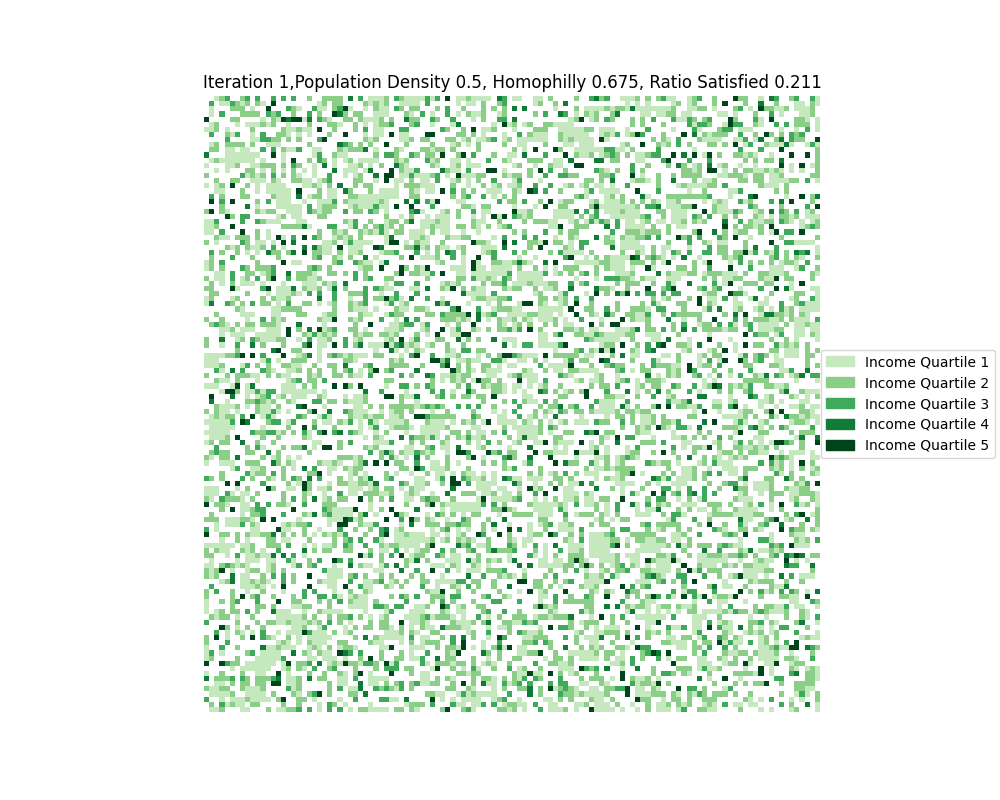 Iteration 1,Population Density 0.5, Homophilly 0.675, Ratio Satisfied 0.211
Income Quartile 1
Income Quartile 2
Income Quartile 3
Income Quartile 4
Income Quartile 5